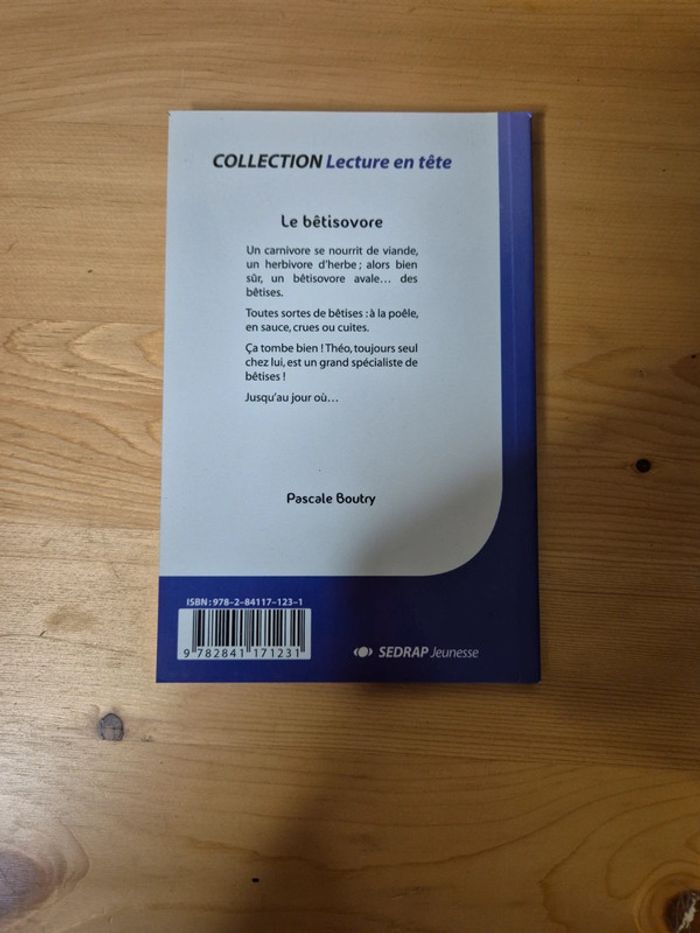 COLLECTION Lecture en tête
Le bêtisovore
Un carnivore se nourrit de viande,
un herbivore d'herbe ; alors bien
sûr, un bêtisovore avale... des
bêtises.
Toutes sortes de bêtises : à la poêle,
en sauce, crues ou cuites.
Ça tombe bien ! Théo, toujours seul
chez lui, est un grand spécialiste de
bêtises !
Jusqu'au jour où...
Pascale Boutry
ISBN : 978-2-84117-123-1
9 782841 171231
SEDRAP Jeunesse